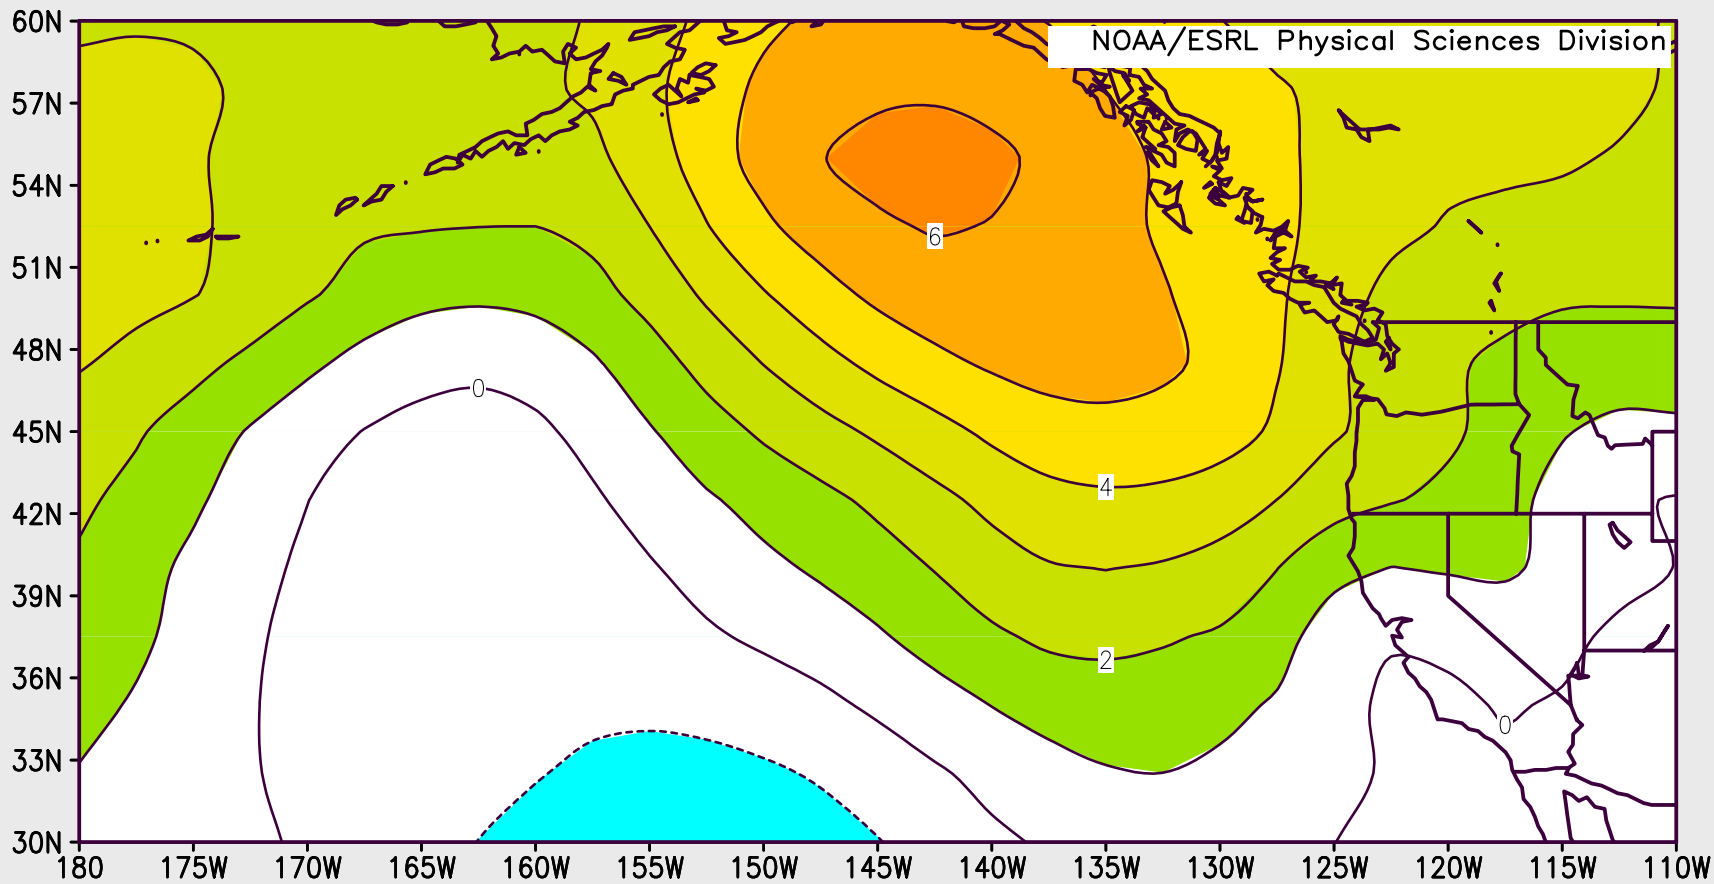 60N
NOAA/ESRL Physical Sciences Division
57N
54N
6
51N
48N
0
45N
4
42N
39N
2
36N
0
33N
30N
180 175W 170W 165W 160W 155W 150W 145W 140W 135W 130W 125W 120W 115W 110W